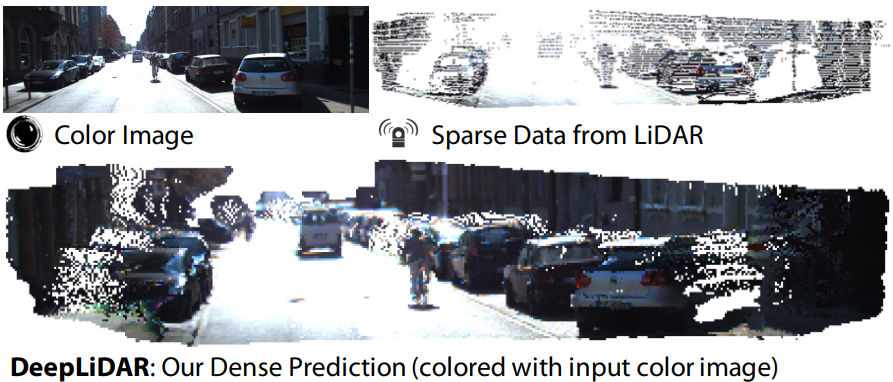 Color Image
Sparse Data from LiDAR
DeepLiDAR: Our Dense Prediction (colored with input color image)